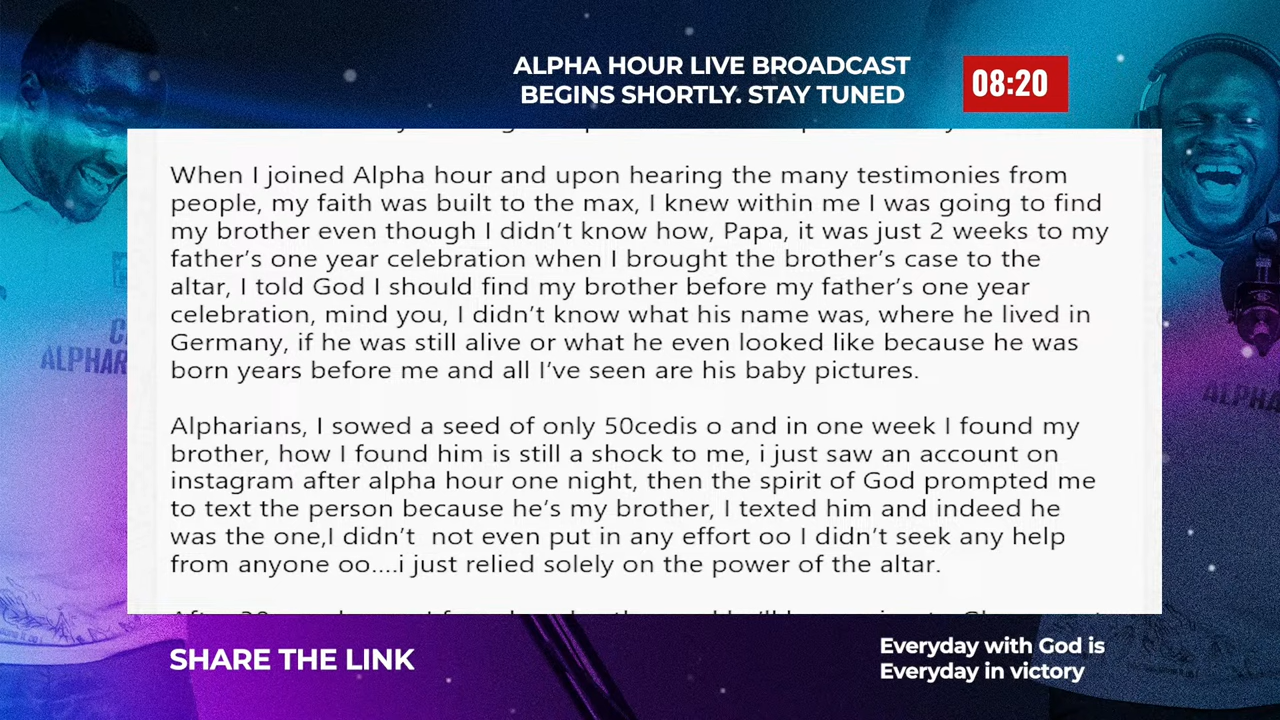 ALPHA HOUR LIVE BROADCAST
BEGINS SHORTLY. STAY TUNED
08:20
When I joined Alpha hour and upon hearing the many testimonies from
people, my faith was built to the max, I knew within me I was going to find
my brother even though I didn't know how, Papa, it was just 2 weeks to my
father's one year celebration when I brought the brother's case to the
altar, I told God I should find my brother before my father's one year
celebration, mind you, I didn't know what his name was, where he lived in
Germany, if he was still alive or what he even looked like because he was
born years before me and all I've seen are his baby pictures.
Alpharians, I sowed a seed of only 50cedis o and in one week I found my
brother, how I found him is still a shock to me, i just saw an account on
instagram after alpha hour one night, then the spirit of God prompted me
to text the person because he's my brother, I texted him and indeed he
was the one,I didn't  not even put in any effort oo I didn't seek any help
from anyone oo....i just relied solely on the power of the altar.
SHARE THE LINK
Everyday with God is
Everyday in victory